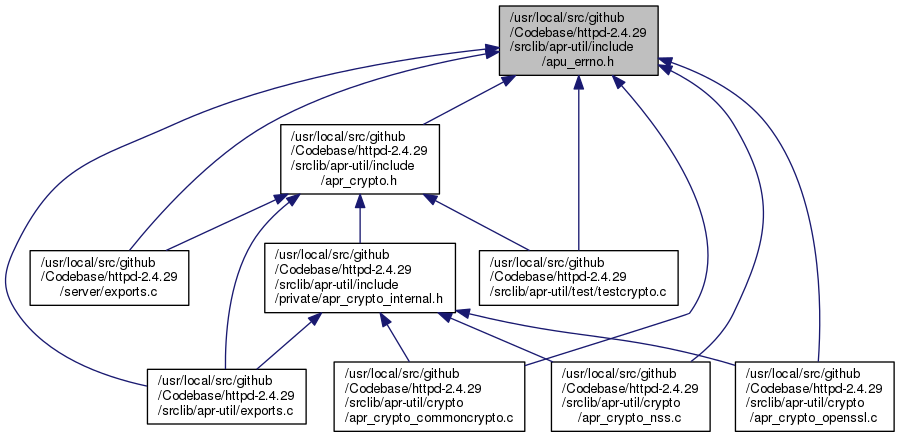 /usr/local/src/github
/Codebase/httpd-2.4.29
/srclib/apr-util/include
/apu_errno.h
/usr/local/src/github
/Codebase/httpd-2.4.29
/srclib/apr-util/include
/apr_crypto.h
/usr/local/src/github
/Codebase/httpd-2.4.29
/server/exports.c
/usr/local/src/github
/Codebase/httpd-2.4.29
/srclib/apr-util/include
/private/apr_crypto_internal.h
/usr/local/src/github
/Codebase/httpd-2.4.29
/srclib/apr-util/test/testcrypto.c
/usr/local/src/github
/Codebase/httpd-2.4.29
/srclib/apr-util/exports.c
/usr/local/src/github
/Codebase/httpd-2.4.29
/srclib/apr-util/crypto
/apr_crypto_commoncrypto.c
/usr/local/src/github
/Codebase/httpd-2.4.29
/srclib/apr-util/crypto
/apr_crypto_nss.c
/usr/local/src/github
/Codebase/httpd-2.4.29
/srclib/apr-util/crypto
/apr_crypto_openssl.c